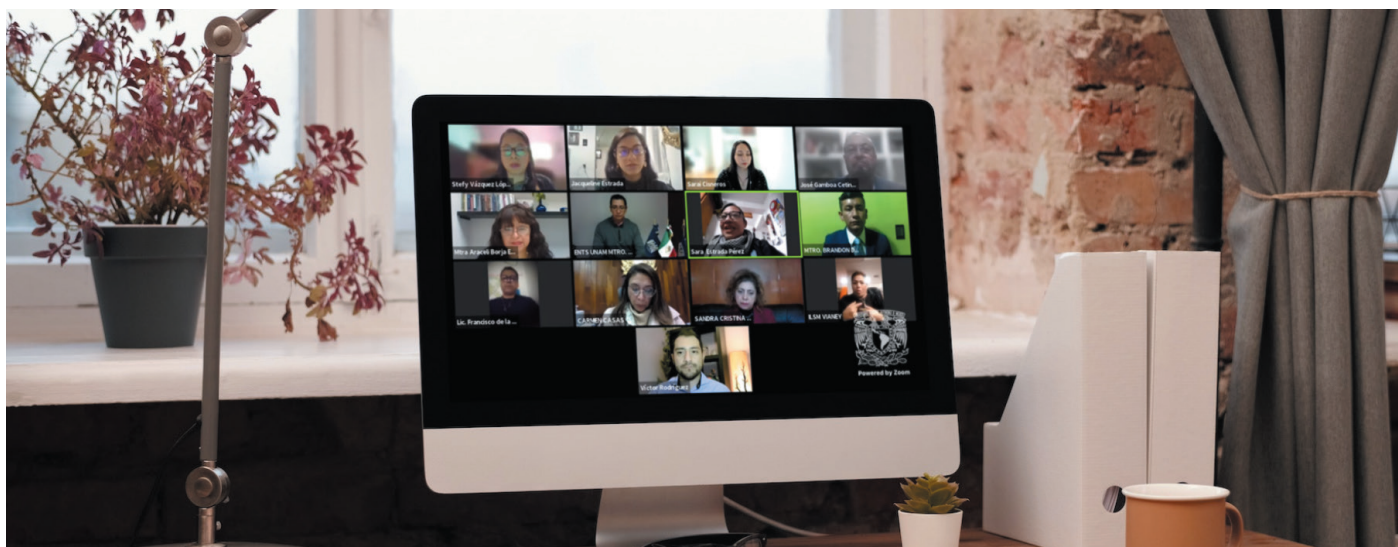 Stefy Vázquez Lóp...
Jacqueline Estrada
Sarai Cisneros
José Gamboa Cetin...
Mtra Araceli Borja E...
ENTS UNAM MTRO. ...
Sara. Estrada Pérez
MTRO. BRANDON B...
Lic. Francisco de la ...
CARMEN CASAS
SANDRA CRISTINA ...
ILSM VIANEY
Powered by Zoom
Víctor Rodríguez